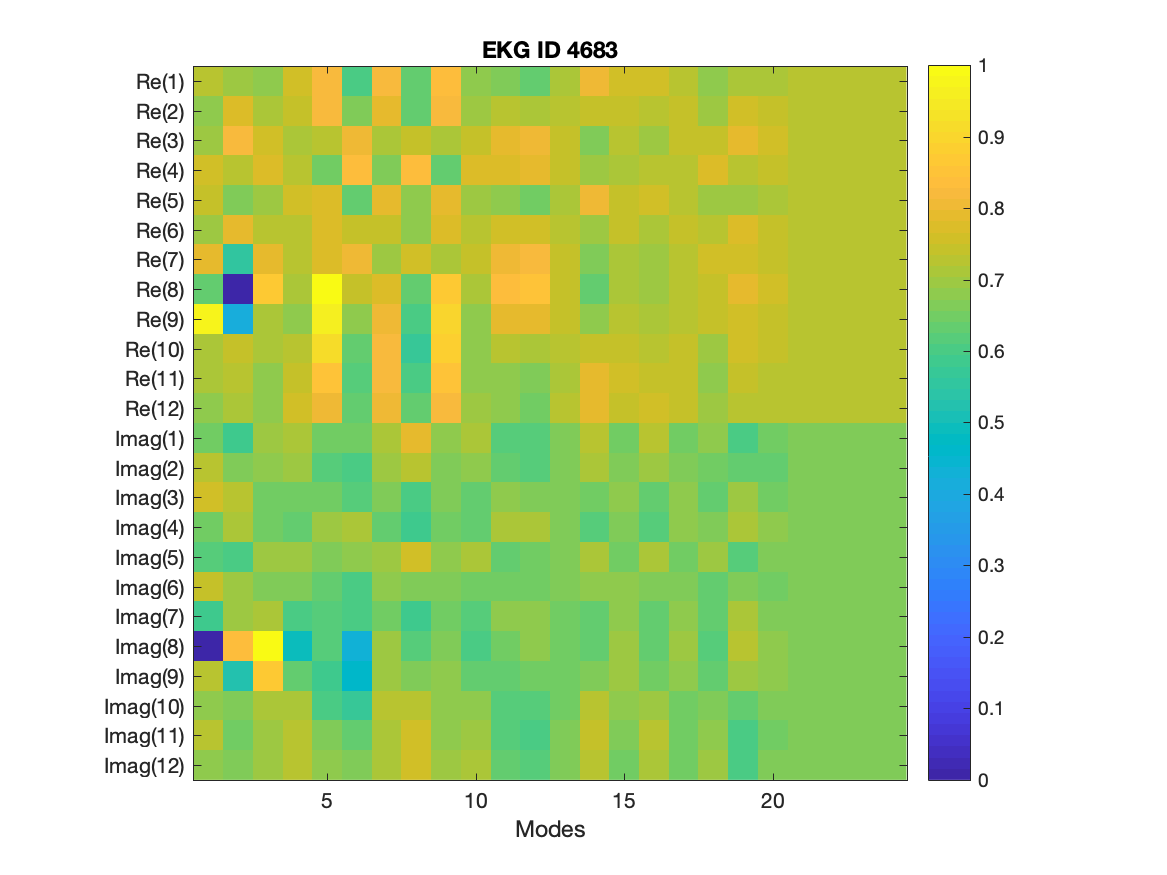 EKG ID 4683
Re(1)
Re(2)
Re(3)
Re(4)
Re(5)
Re(6)
Re(7)
Re(8)
Re(9)
Re(10)
Re(11)
Re(12)
Imag(1)
Imag(2)
Imag(3)
Imag(4)
Imag(5)
Imag(6)
Imag(7)
Imag(8)
Imag(9)
Imag(10)
Imag(11)
Imag(12)
5 10 15 20
Modes
1
0.9
0.8
0.7
0.6
0.5
0.4
0.3
0.2
0.1
0